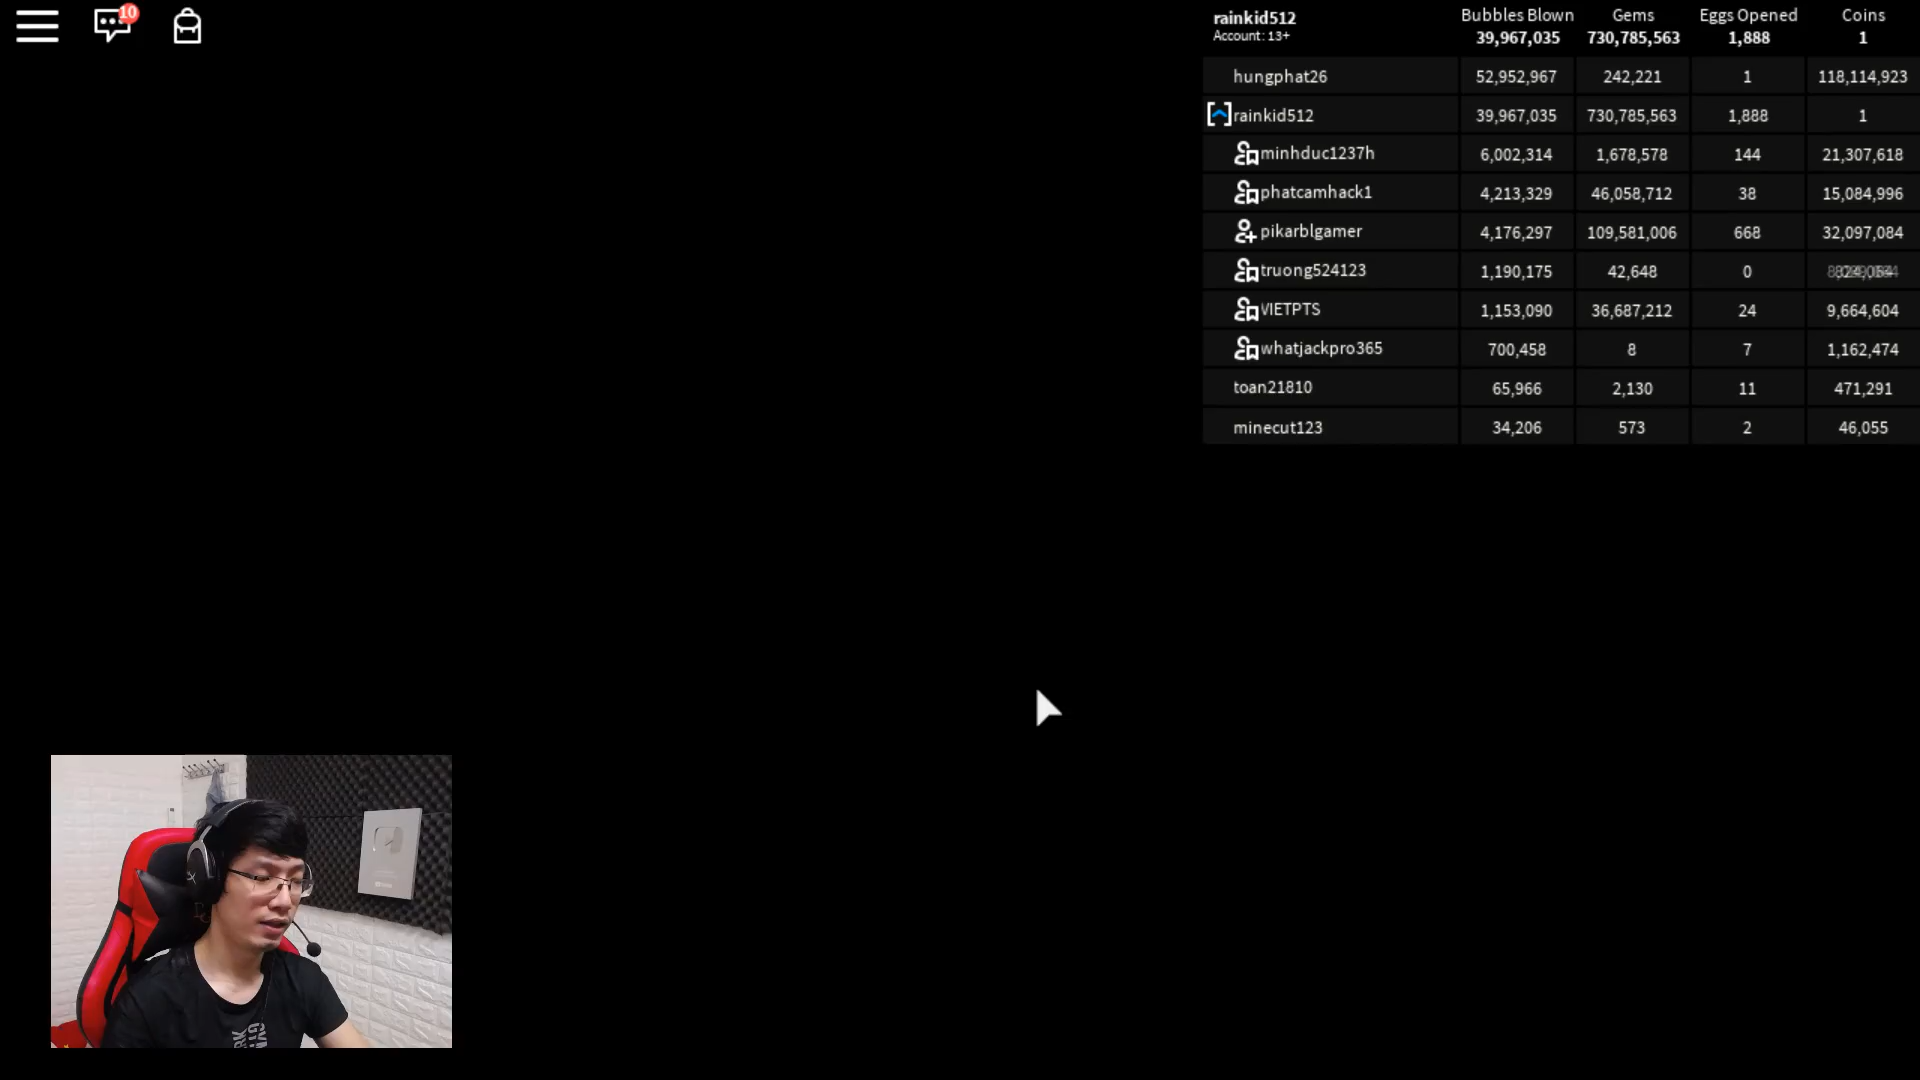 10
rainkid512 Bubbles Blown Gems Eggs Opened Coins
Account: 13+ 39,967,035 730,785,563 1,888 1
hungphat26 52,952,967 242,221 1 118,114,923
rainkid512 39,967,035 730,785,563 1,888 1
minhduc1237h 6,002,314 1,678,578 144 21,307,618
phatcamhack1 4,213,329 46,058,712 38 15,084,996
pikarblgamer 4,176,297 109,581,006 668 32,097,084
truong524123 1,190,175 42,648 0
VIETPTS 1,153,090 36,687,212 24 9,664,604
whatjackpro365 700,458 8 7 1,162,474
toan21810 65,966 2,130 11 471,291
minecut123 34,206 573 2 46,055